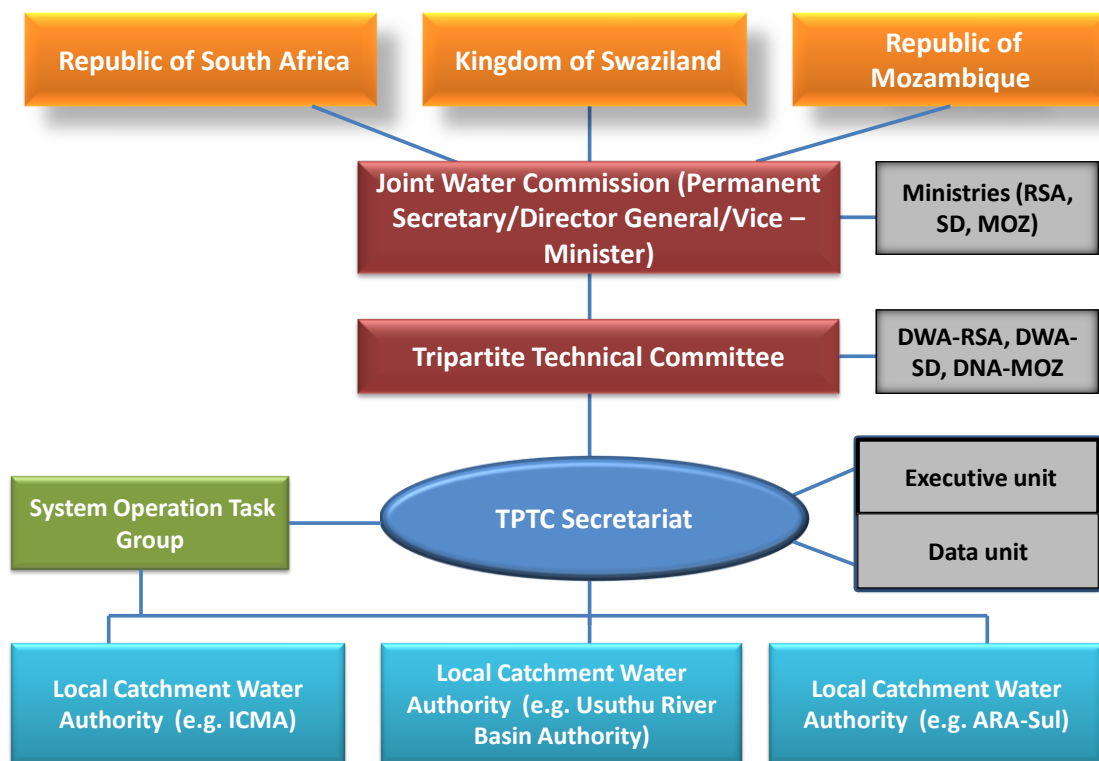 Republic of South Africa
Kingdom of Swaziland
Republic of
Mozambique
Joint Water Commission (Permanent
Secretary/Director General/Vice –
Minister)
Ministries (RSA,
SD, MOZ)
Tripartite Technical Committee
DWA-RSA, DWA-
SD, DNA-MOZ
System Operation Task
Group
TPTC Secretariat
Executive unit
Data unit
Local Catchment Water
Authority (e.g. ICMA)
Local Catchment Water
Authority (e.g. Usuthu River
Basin Authority)
Local Catchment Water
Authority (e.g. ARA-Sul)